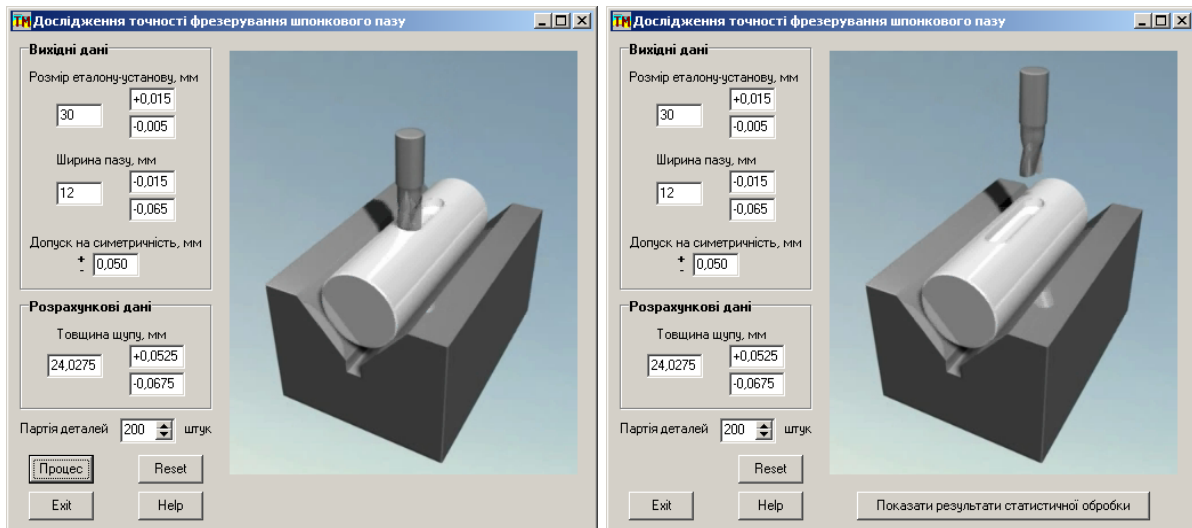 TM Дослідження точності фрезерування шпонкового пазу
Вихідні дані
Розмір еталону-установу, мм
30
+0,015
-0,005
Ширина пазу, мм
12
-0,015
-0,065
Допуск на симетричність, мм
+
- 0,050
Розрахункові дані
Товщина щупу, мм
24,0275
+0,0525
-0,0675
Партія деталей 200 штук
Процес Reset
Exit Help
TM Дослідження точності фрезерування шпонкового пазу
Вихідні дані
Розмір еталону-установу, мм
30
+0,015
-0,005
Ширина пазу, мм
12
-0,015
-0,065
Допуск на симетричність, мм
+
- 0,050
Розрахункові дані
Товщина щупу, мм
24,0275
+0,0525
-0,0675
Партія деталей 200 штук
Reset
Exit Help Показати результати статистичної обробки